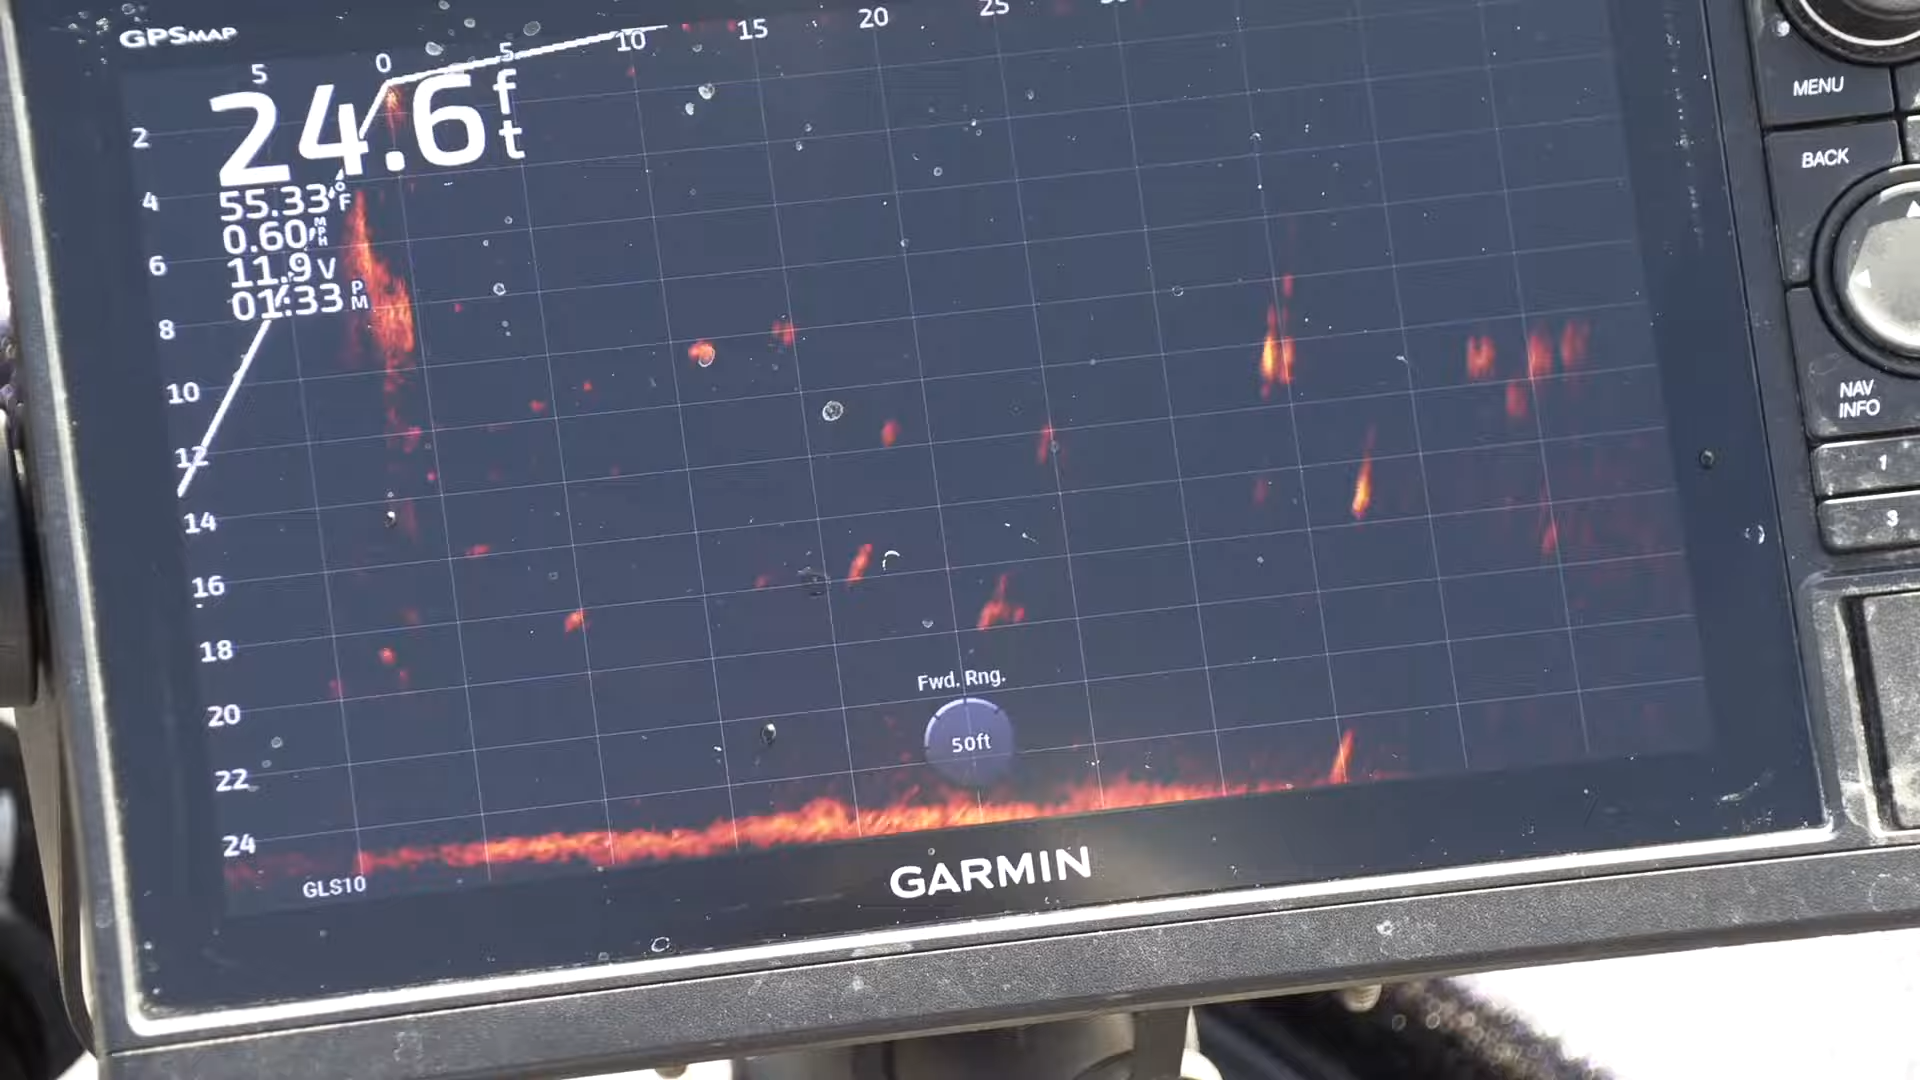 GPSMAP
5 0 5 10 15 20 25
24.6 ft
55.33°F
0.60 MPH
11.9 V
01:33 PM
2
4
6
8
10
12
14
16
18
20
22
24
Fwd. Rng.
50ft
GLS10
GARMIN
MENU
BACK
NAV
INFO
1
3